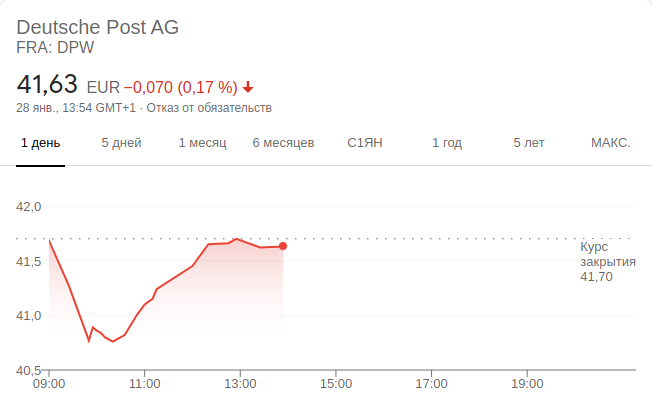 Deutsche Post AG
FRA: DPW
41,63 EUR −0,070 (0,17 %)
28 янв., 13:54 GMT+1 · Отказ от обязательств
1 день 5 дней 1 месяц 6 месяцев С1ЯН 1 год 5 лет МАКС.
42,0
Курс
закрытия
41,70
41,5
41,0
40,5
09:00 11:00 13:00 15:00 17:00 19:00